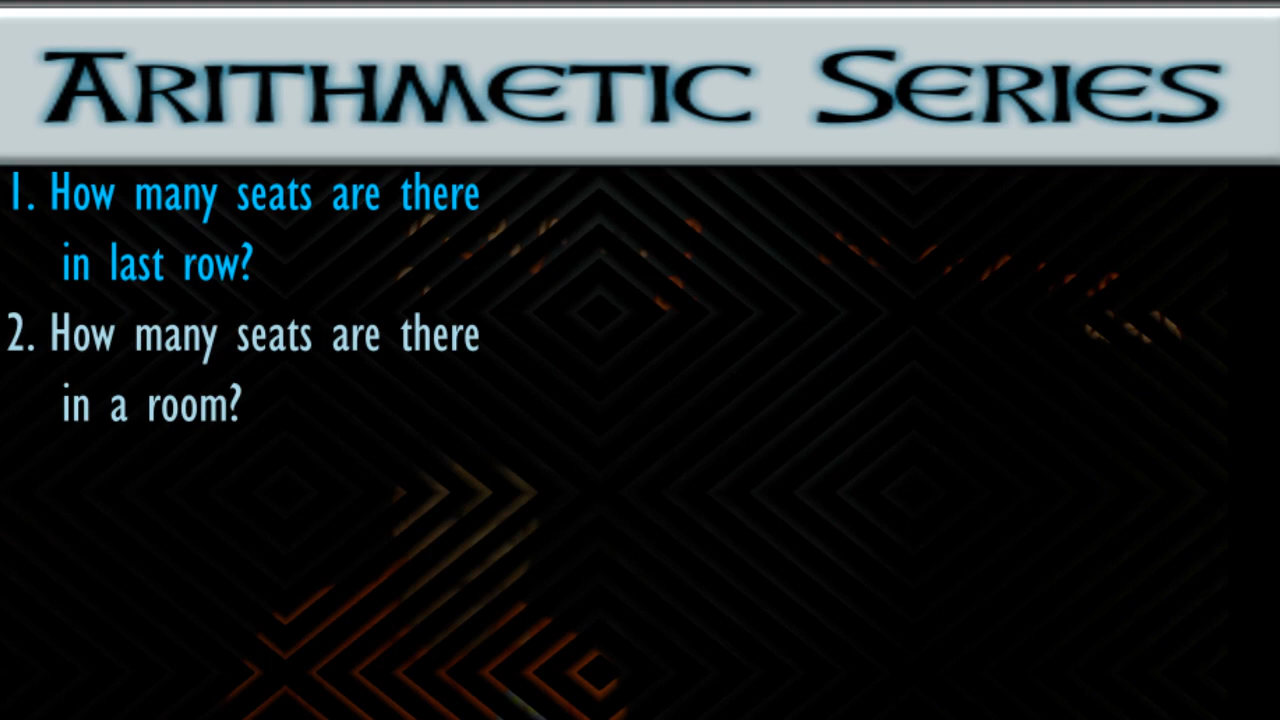 Arithmetic Series
1. How many seats are there
in last row?
2. How many seats are there
in a room?